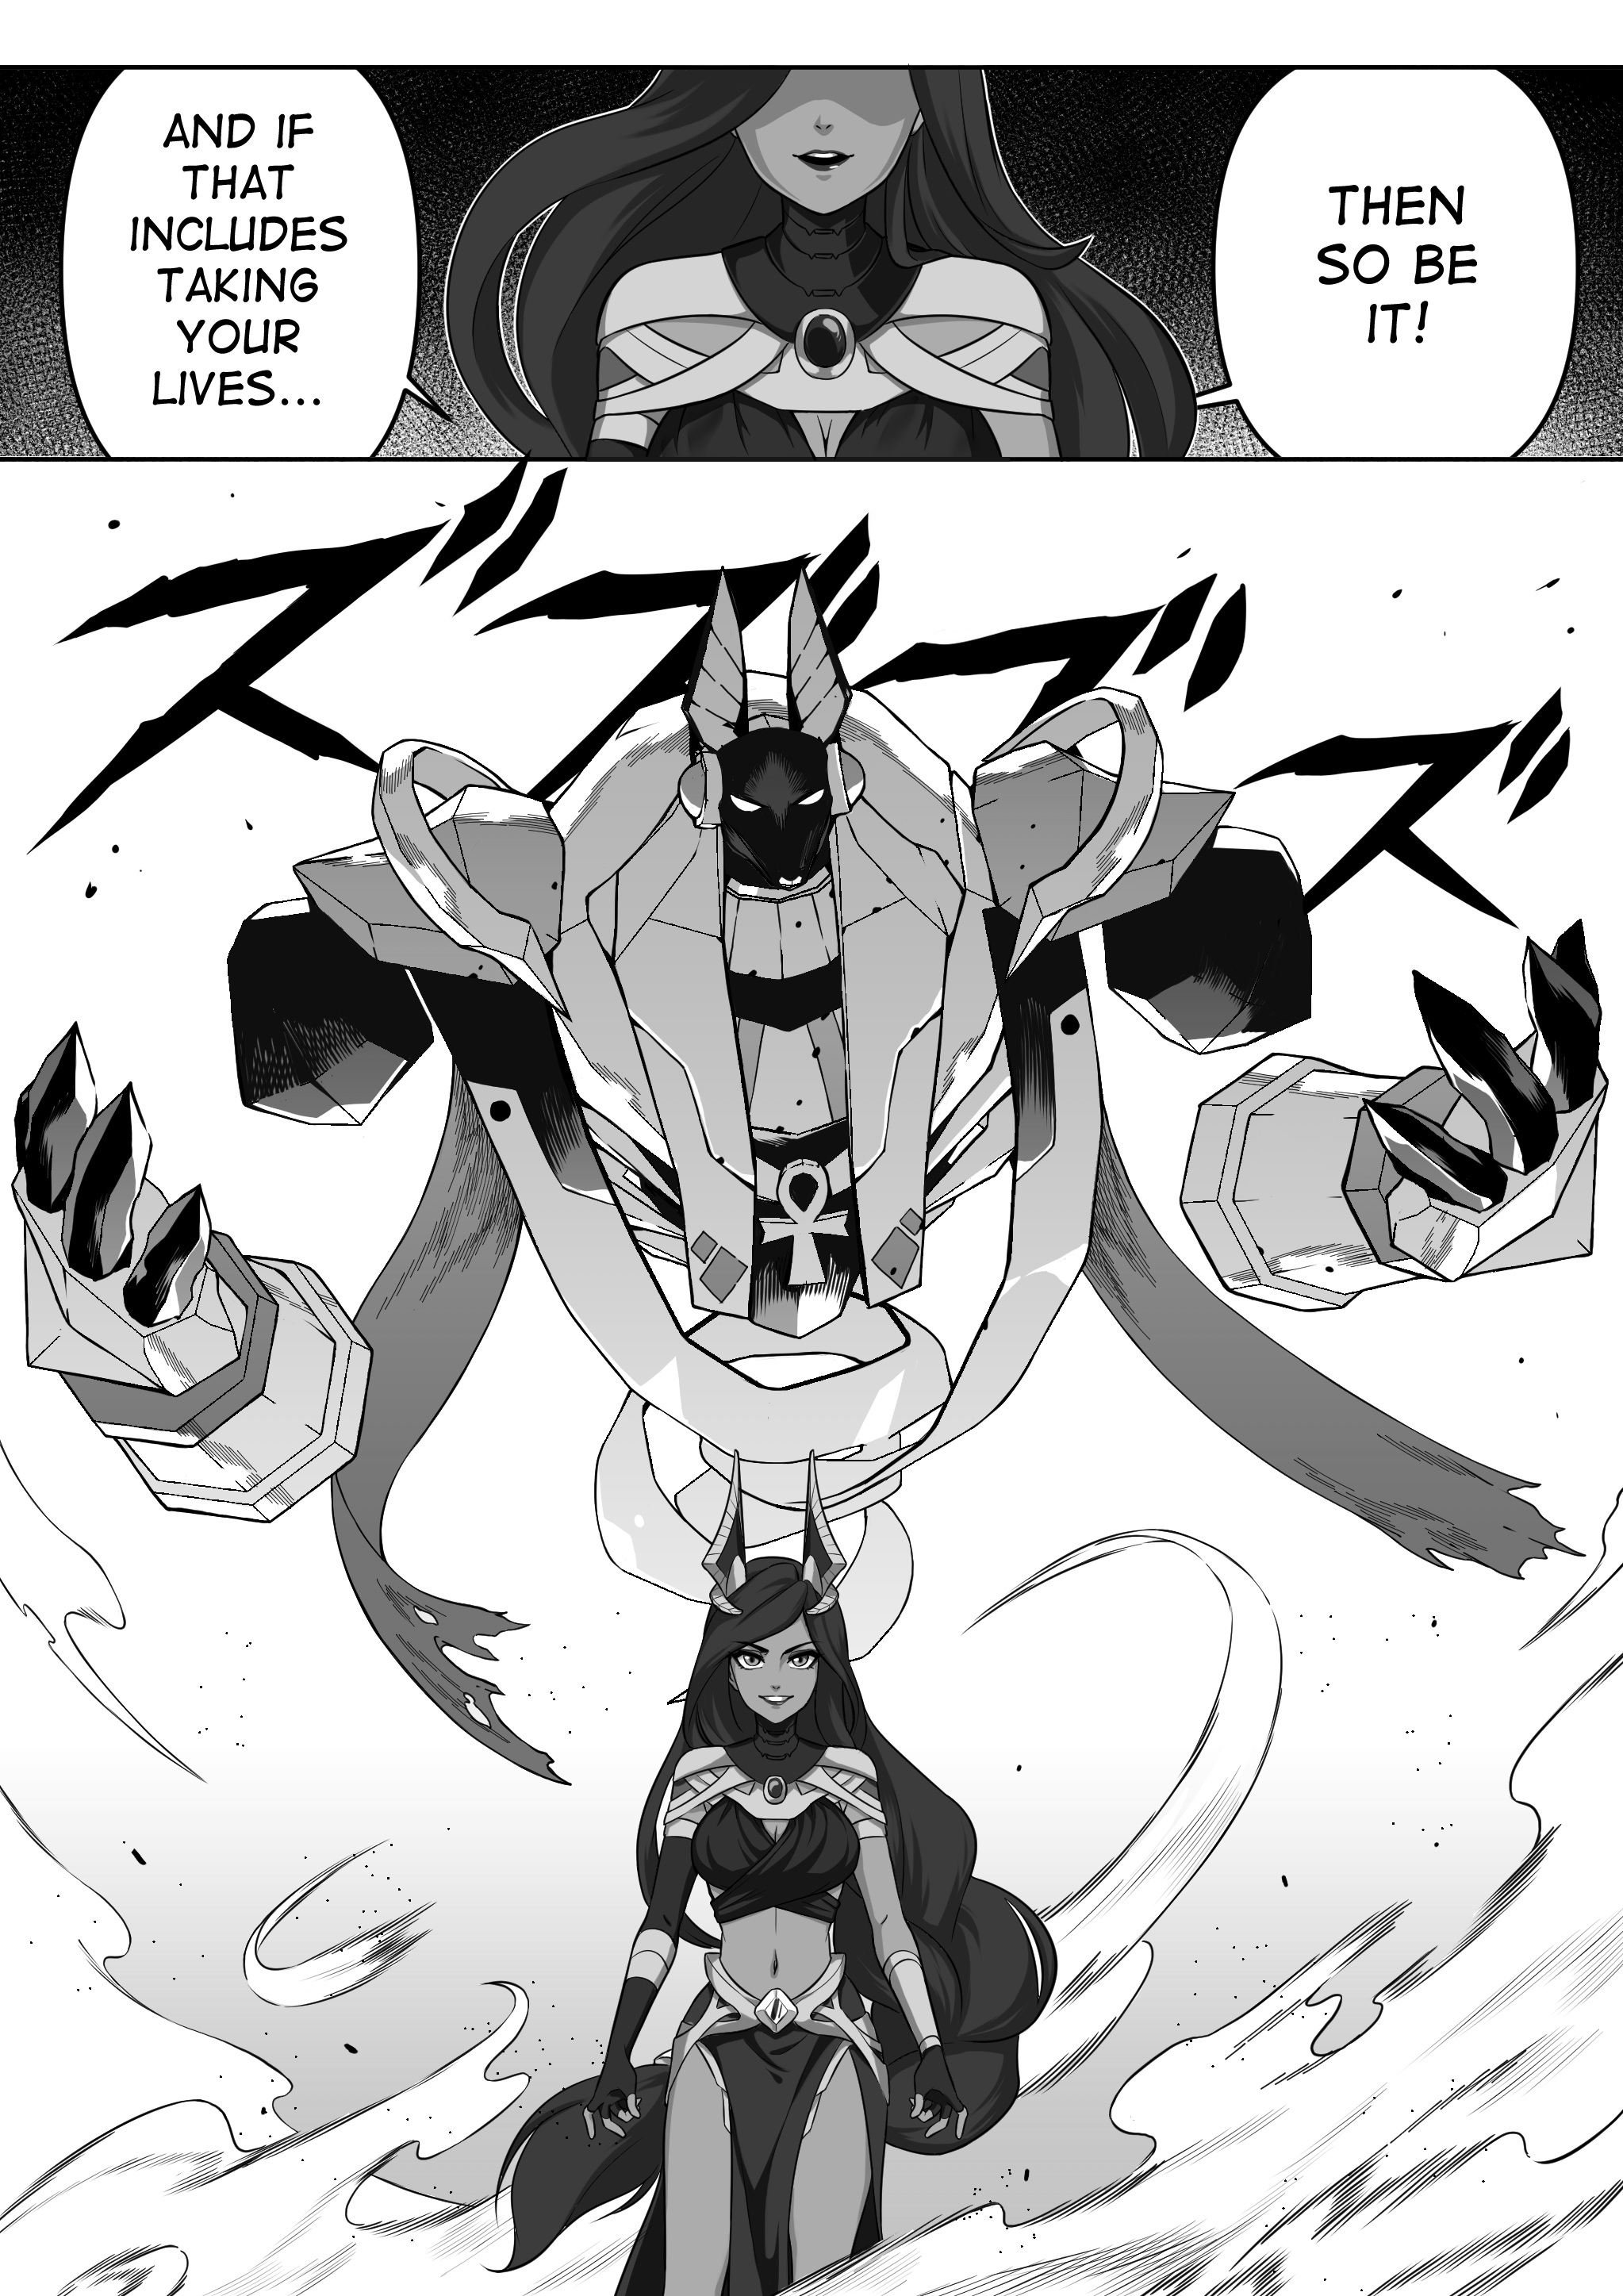 THEN
SO BE
IT!
AND IF
THAT
INCLUDES
TAKING
YOUR
LIVES...
ズズズズ